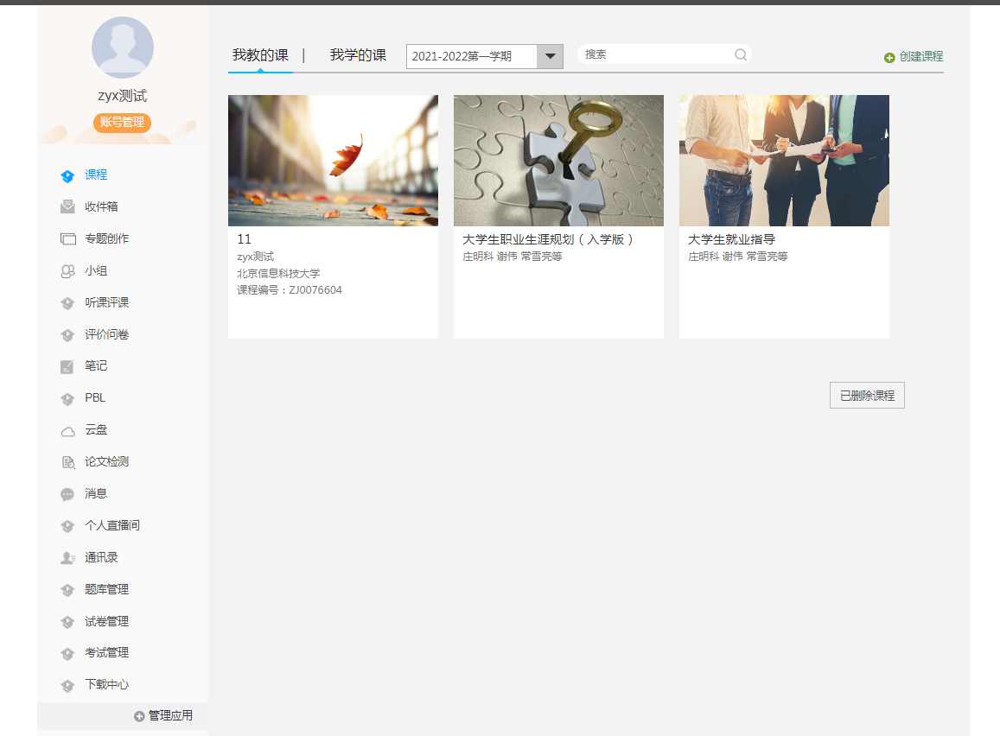 zyx测试
账号管理
课程
收件箱
专题创作
小组
听课评课
评价问卷
笔记
PBL
云盘
论文检测
消息
个人直播间
通讯录
题库管理
试卷管理
考试管理
下载中心
管理应用
我教的课 | 我学的课 2021-2022第一学期 搜索 创建课程
11
zyx测试
北京信息科技大学
课程编号：ZJ0076604
大学生职业生涯规划（入学版）
庄明科 谢伟 常雪亮等
大学生就业指导
庄明科 谢伟 常雪亮等
已删除课程